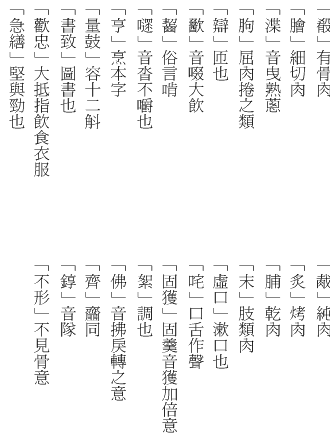 「殽」有骨肉　「胾」純肉
「膾」細切肉　「炙」烤肉
「渫」音曳熟蔥　「脯」乾肉
「朐」屈肉捲之類　「末」肢類肉
「辯」匝也　「虛口」漱口也
「歠」音啜大飲　「咤」口舌作聲
「齧」俗言啃　「固獲」固羹音獲加倍意
「嚃」音沓不嚼也　「絮」調也
「亨」烹本字　「佛」音拂戾轉之意
「量鼓」容十二斛　「齊」齏同
「書致」圖書也　「錞」音隊
「歡忠」大抵指飲食衣服　「不形」不見骨意
「急繕」堅與勁也